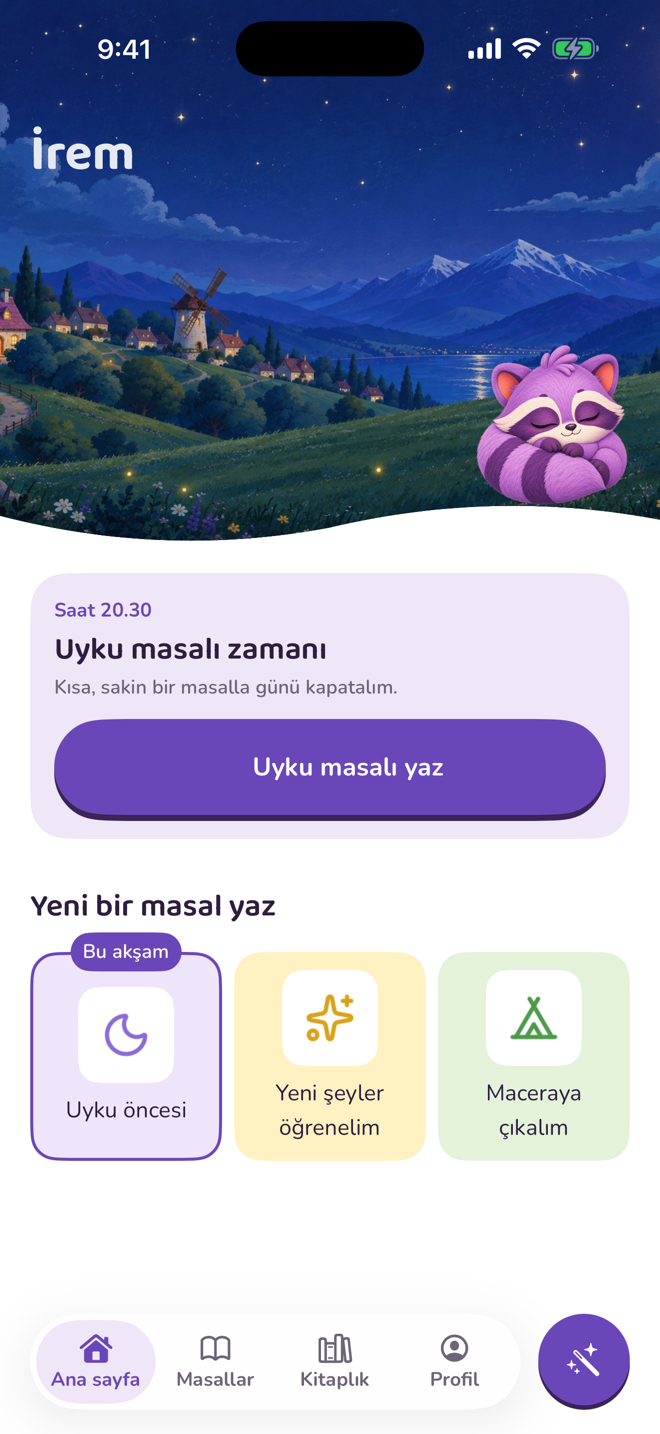 9:41
İrem
Saat 20.30
Uyku masalı zamanı
Kısa, sakin bir masalla günü kapatalım.
Uyku masalı yaz
Yeni bir masal yaz
Bu akşam
Uyku öncesi
Yeni şeyler
öğrenelim
Maceraya
çıkalım
Ana sayfa
Masallar
Kitaplık
Profil